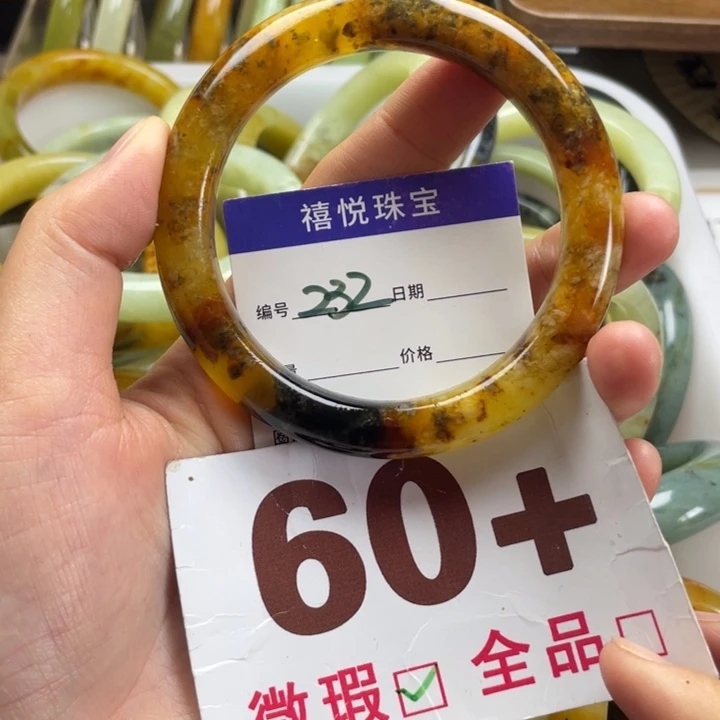 禧悦珠宝
编号 232 日期
价格
60+
微瑕 ☑ 全品 ☐